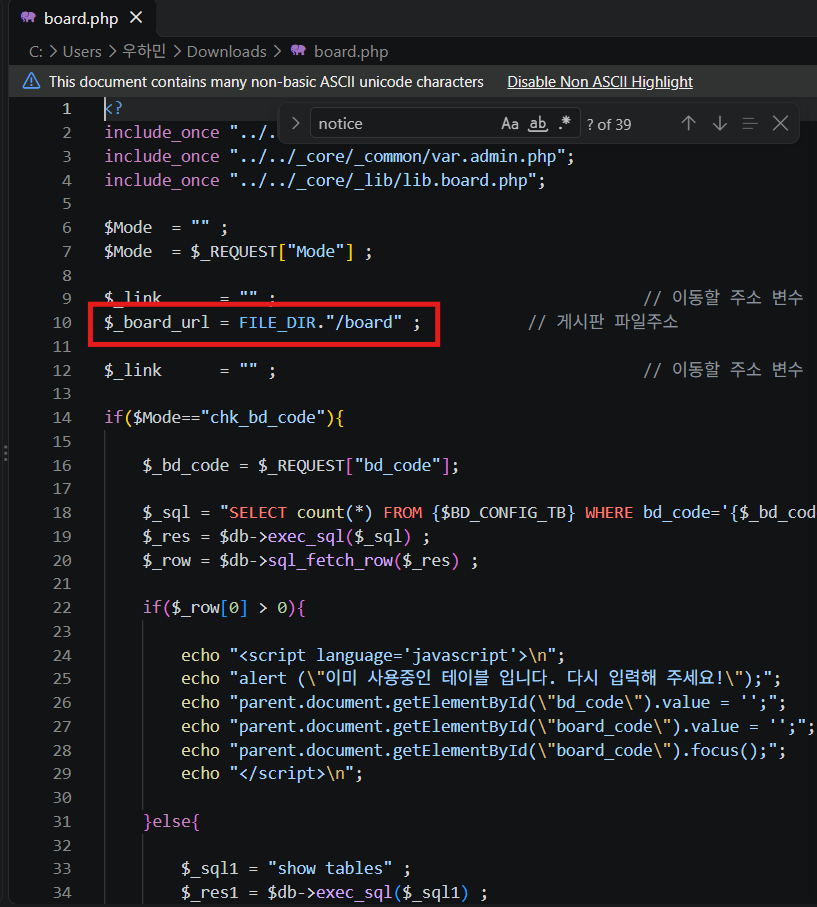 board.php
C: > Users > 우하민 > Downloads > board.php
This document contains many non-basic ASCII unicode characters Disable Non ASCII Highlight
notice Aa ab .* ? of 39
1 <?
2 include_once "../.
3 include_once "../../_core/_common/var.admin.php";
4 include_once "../../_core/_lib/lib.board.php";
5
6 $Mode = "" ;
7 $Mode = $_REQUEST["Mode"] ;
8
9 $_link = "" ; // 이동할 주소 변수
10 $_board_url = FILE_DIR."/board" ; // 게시판 파일주소
11
12 $_link = "" ; // 이동할 주소 변수
13
14 if($Mode=="chk_bd_code"){
15
16 $_bd_code = $_REQUEST["bd_code"];
17
18 $_sql = "SELECT count(*) FROM {$BD_CONFIG_TB} WHERE bd_code='{$_bd_cod
19 $_res = $db->exec_sql($_sql) ;
20 $_row = $db->sql_fetch_row($_res) ;
21
22 if($_row[0] > 0){
23
24 echo "<script language='javascript'>\n";
25 echo "alert (\"이미 사용중인 테이블 입니다. 다시 입력해 주세요!\");";
26 echo "parent.document.getElementById(\"bd_code\").value = '';";
27 echo "parent.document.getElementById(\"board_code\").value = '';";
28 echo "parent.document.getElementById(\"board_code\").focus();";
29 echo "</script>\n";
30
31 }else{
32
33 $_sql1 = "show tables" ;
34 $_res1 = $db->exec_sql($_sql1) ;